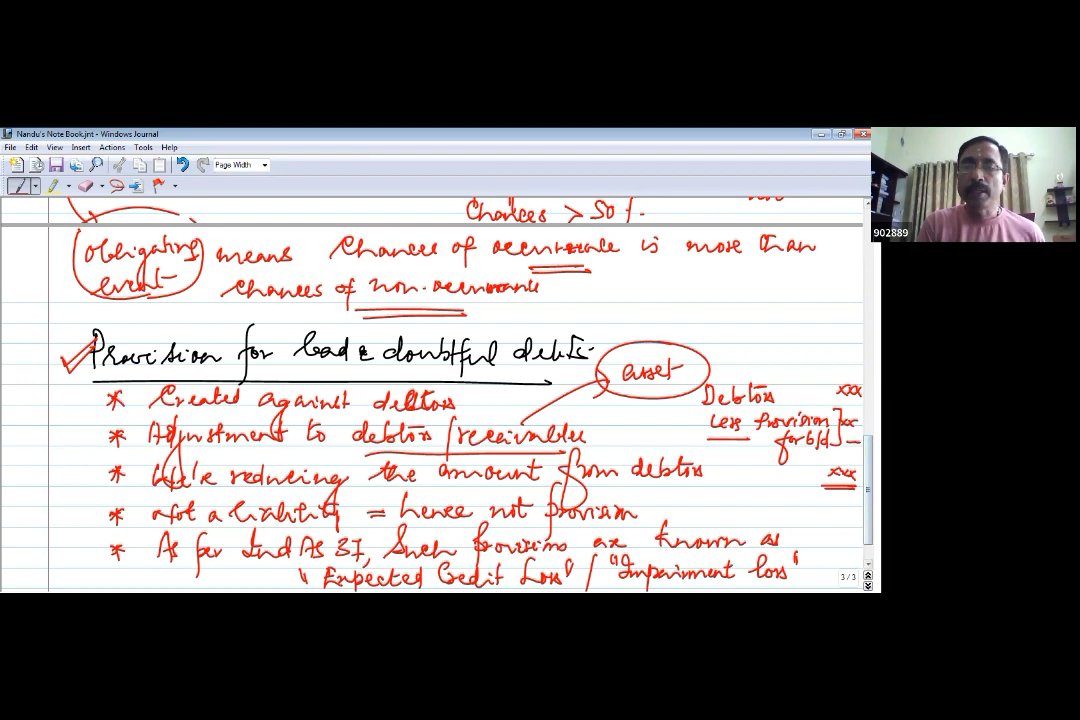 Nandu's Note Book.jnt - Windows Journal
File Edit View Insert Actions Tools Help
Page Width
Chances > 50 %
Obligating event means Chances of occurrence is more than
Chances of non-occurrence
Provision for bad & doubtful debts
asset
* Created against debtors
Debtors xxx
* Adjustment to debtors / receivables
Less Provision for b/d xx
* reducing the amount from debtors
xxx
* Not a liability = hence not provision
* As per Ind AS 37, Such provisions are known as
"Expected Credit Loss" / "Impairment loss"
3 / 3
902889